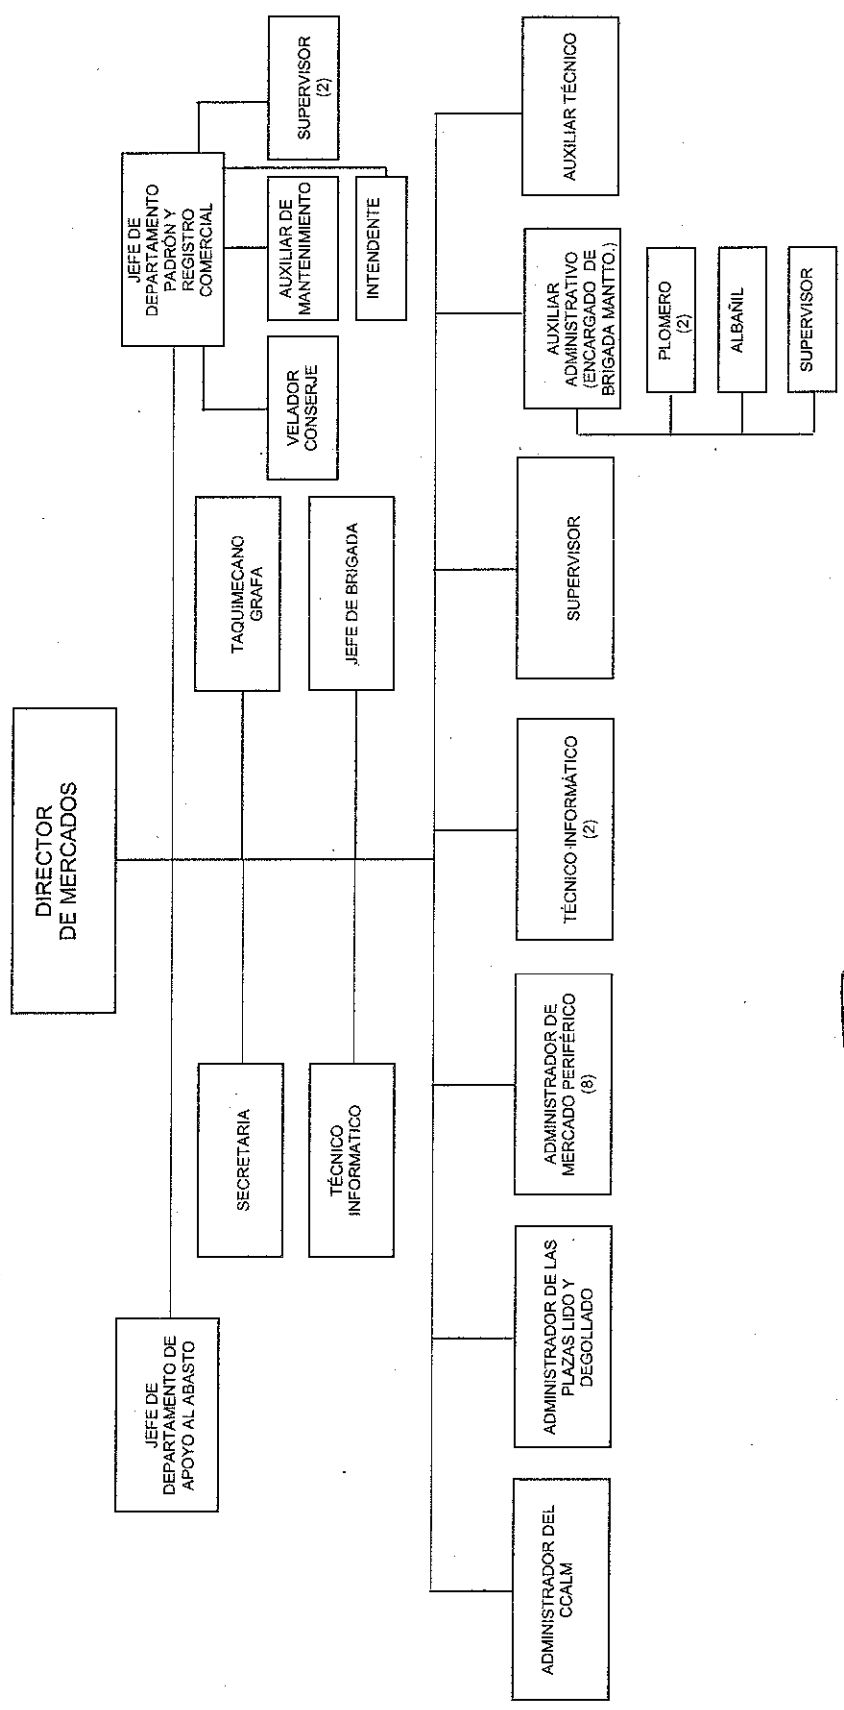 DIRECTOR
DE MERCADOS
JEFE DE
DEPARTAMENTO DE
APOYO AL ABASTO
JEFE DE
DEPARTAMENTO
PADRÓN Y
REGISTRO
COMERCIAL
SECRETARIA
TAQUIMECANO
GRAFA
TÉCNICO
INFORMATICO
JEFE DE BRIGADA
VELADOR
CONSERJE
AUXILIAR DE
MANTENIMIENTO
SUPERVISOR
(2)
INTENDENTE
ADMINISTRADOR DEL
CCALM
ADMINISTRADOR DE LAS
PLAZAS LIDO Y
DEGOLLADO
ADMINISTRADOR DE
MERCADO PERIFÉRICO
(8)
TÉCNICO INFORMÁTICO
(2)
SUPERVISOR
AUXILIAR
ADMINISTRATIVO
(ENCARGADO DE
BRIGADA MANTTO.)
AUXILIAR TÉCNICO
PLOMERO
(2)
ALBAÑIL
SUPERVISOR